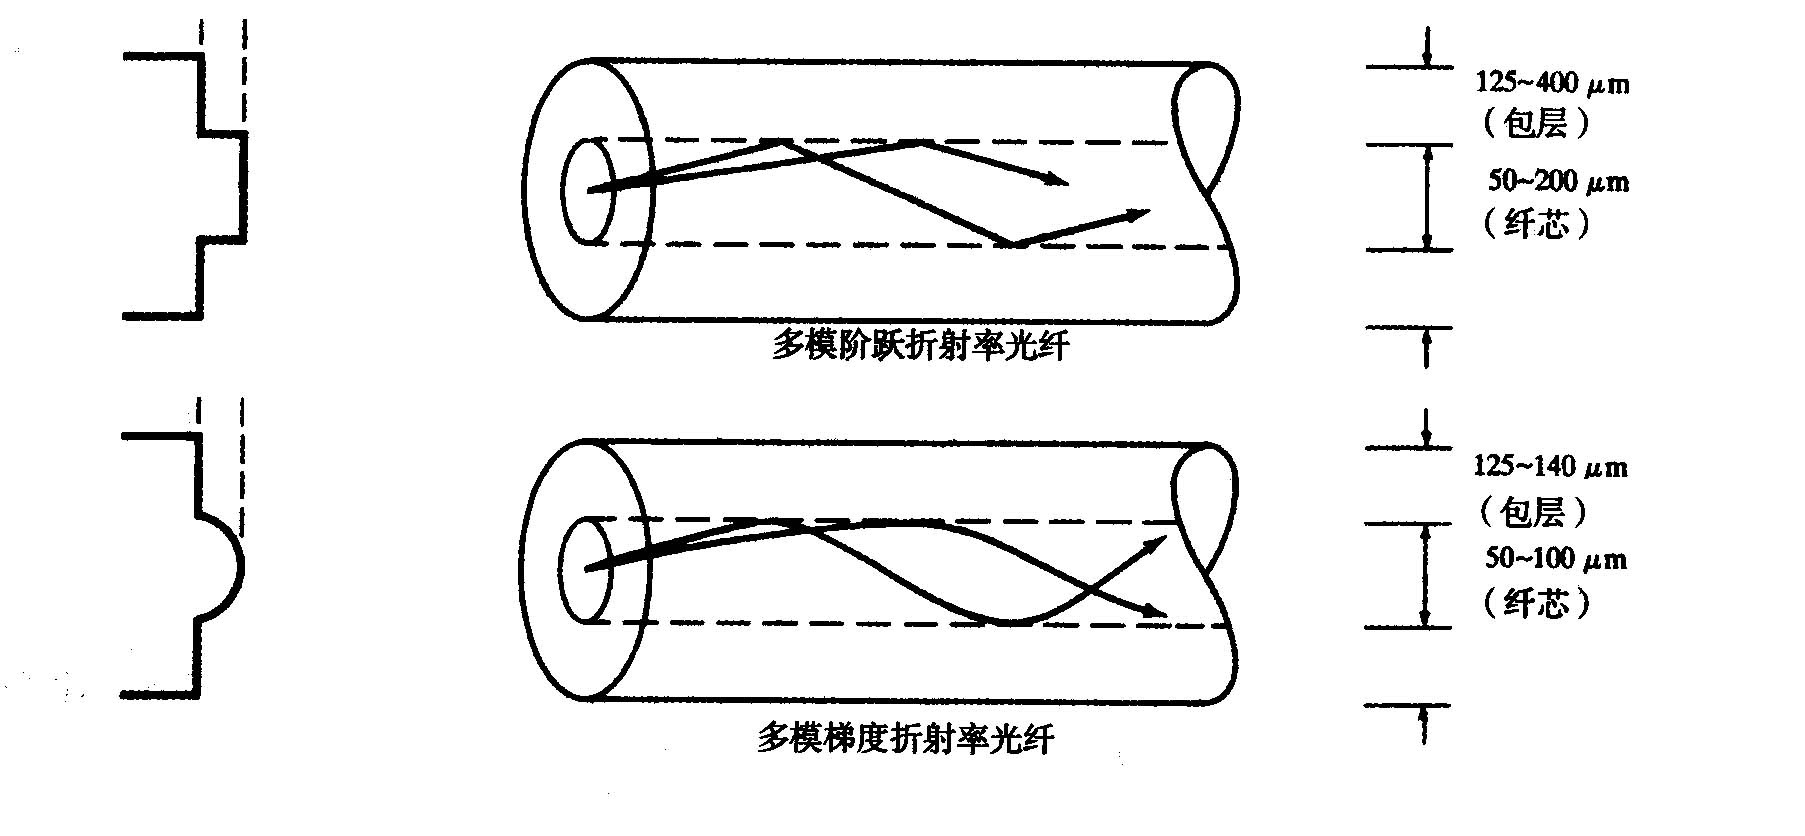 125~400 μm
（包层）
50~200 μm
（纤芯）
多模阶跃折射率光纤
125~140 μm
（包层）
50~100 μm
（纤芯）
多模梯度折射率光纤